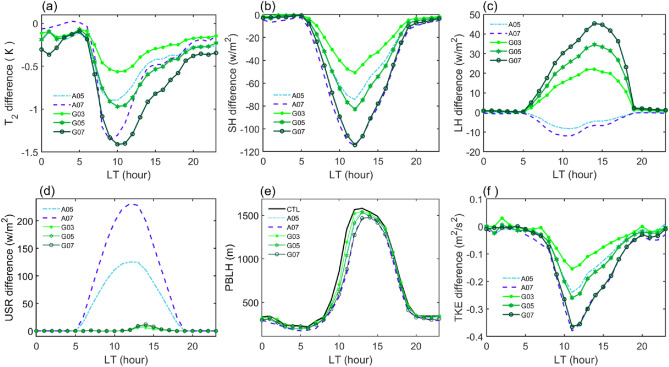 (a)
T2 difference ( K)
0
-0.5
-1
-1.5
0 5 10 15 20
LT (hour)
A05
A07
G03
G05
G07
(b)
SH difference (w/m2)
0
-20
-40
-60
-80
-100
-120
0 5 10 15 20
LT (hour)
A05
A07
G03
G05
G07
(c)
LH difference (w/m2)
50
40
30
20
10
0
-10
-20
0 5 10 15 20
LT (hour)
A05
A07
G03
G05
G07
(d)
USR difference (w/m2)
250
200
150
100
50
0
0 5 10 15 20
LT (hour)
A05
A07
G03
G05
G07
(e)
PBLH (m)
1500
1000
500
0 5 10 15 20
LT (hour)
CTL
A05
A07
G03
G05
G07
(f)
TKE difference (m2/s2)
0.1
0
-0.1
-0.2
-0.3
-0.4
0 5 10 15 20
LT (hour)
A05
A07
G03
G05
G07